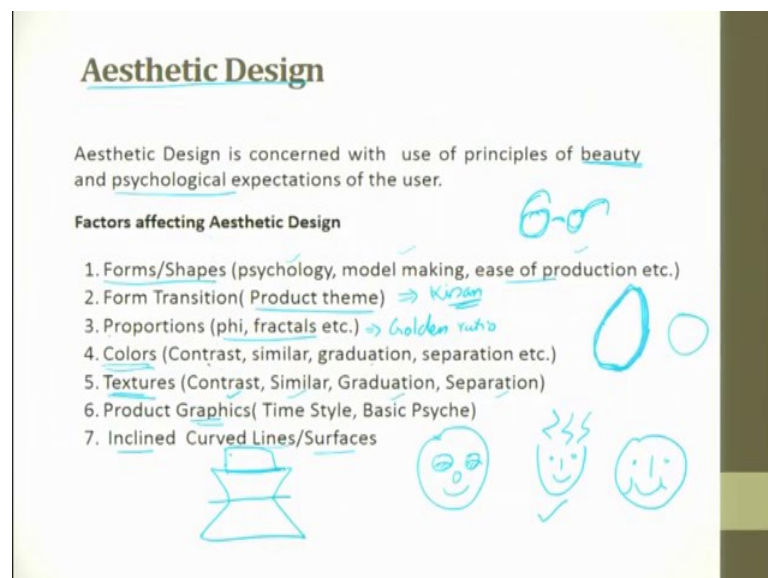 Aesthetic Design
Aesthetic Design is concerned with use of principles of beauty
and psychological expectations of the user.
Factors affecting Aesthetic Design
1. Forms/Shapes (psychology, model making, ease of production etc.)
2. Form Transition( Product theme) ⇒ Kisan
3. Proportions (phi, fractals etc.) ⇒ Golden ratio
4. Colors (Contrast, similar, graduation, separation etc.)
5. Textures (Contrast, Similar, Graduation, Separation)
6. Product Graphics( Time Style, Basic Psyche)
7. Inclined Curved Lines/Surfaces